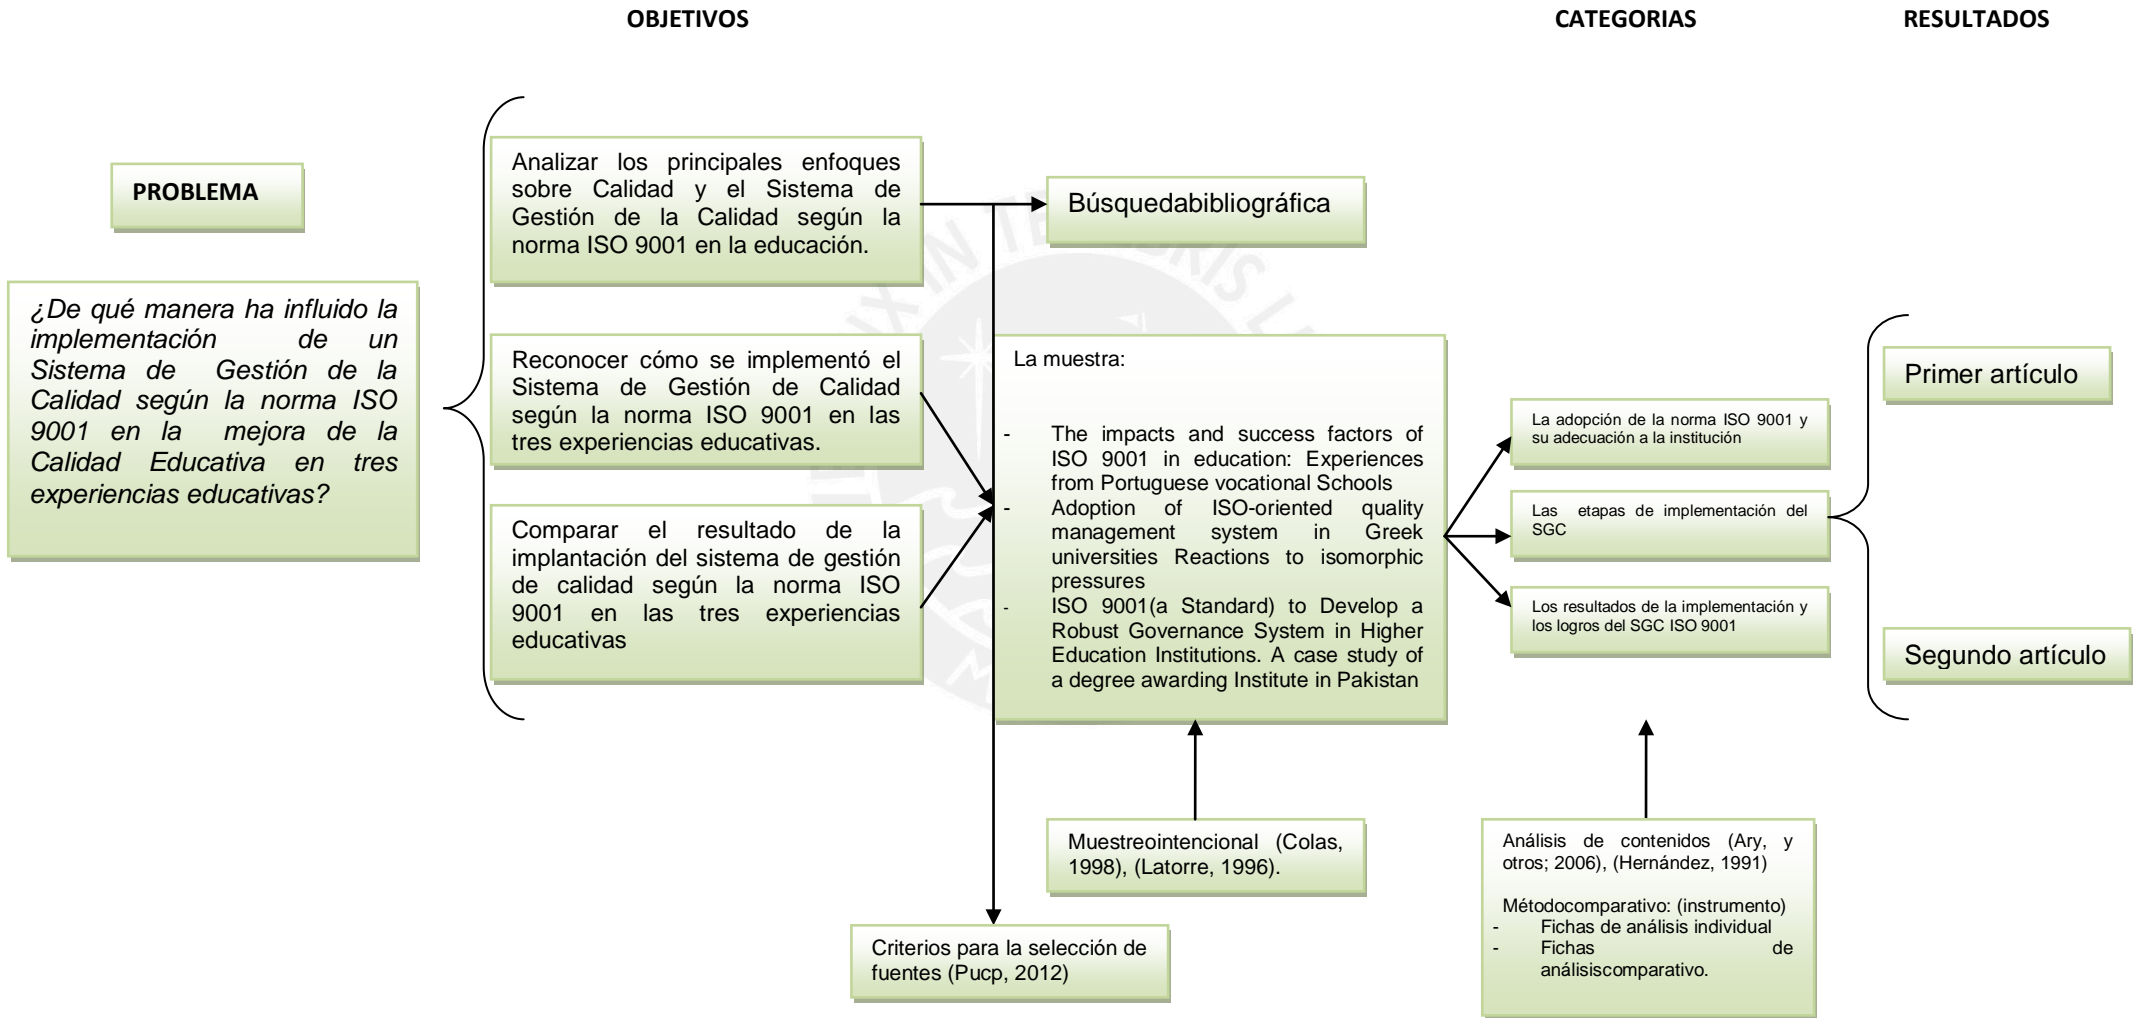 OBJETIVOS
CATEGORIAS
RESULTADOS
PROBLEMA
¿De qué manera ha influido la
implementación de un
Sistema de Gestión de la
Calidad según la norma ISO
9001 en la mejora de la
Calidad Educativa en tres
experiencias educativas?
Analizar los principales enfoques
sobre Calidad y el Sistema de
Gestión de la Calidad según la
norma ISO 9001 en la educación.
Reconocer cómo se implementó el
Sistema de Gestión de Calidad
según la norma ISO 9001 en las
tres experiencias educativas.
Comparar el resultado de la
implantación del sistema de gestión
de calidad según la norma ISO
9001 en las tres experiencias
educativas
Búsquedabibliográfica
La muestra:
- The impacts and success factors of
ISO 9001 in education: Experiences
from Portuguese vocational Schools
- Adoption of ISO-oriented quality
management system in Greek
universities Reactions to isomorphic
pressures
- ISO 9001(a Standard) to Develop a
Robust Governance System in Higher
Education Institutions. A case study of
a degree awarding Institute in Pakistan
Muestreointencional (Colas,
1998), (Latorre, 1996).
Criterios para la selección de
fuentes (Pucp, 2012)
La adopción de la norma ISO 9001 y
su adecuación a la institución
Las etapas de implementación del
SGC
Los resultados de la implementación y
los logros del SGC ISO 9001
Análisis de contenidos (Ary, y
otros; 2006), (Hernández, 1991)
Métodocomparativo: (instrumento)
- Fichas de análisis individual
- Fichas de
análisiscomparativo.
Primer artículo
Segundo artículo